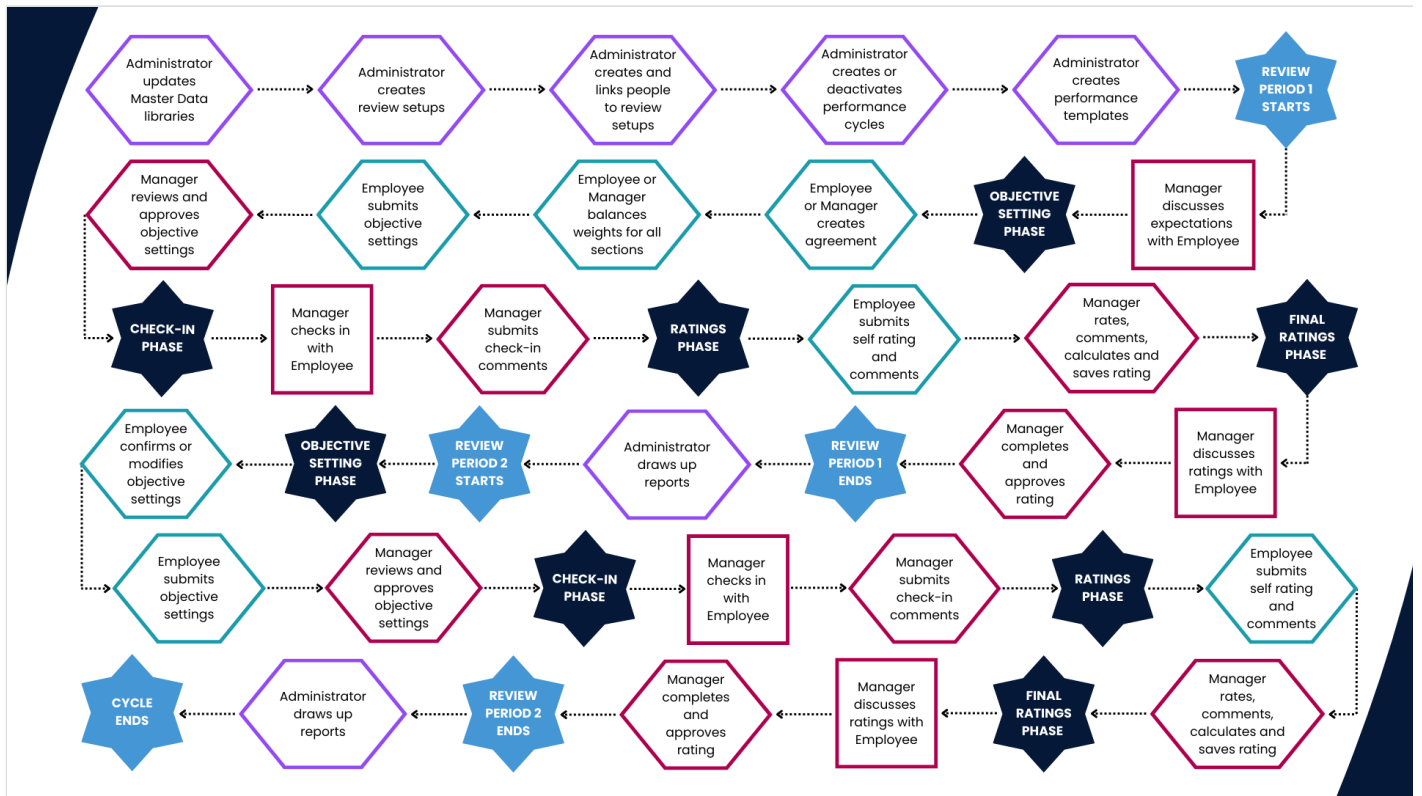 Administrator
updates
Master Data
libraries
Administrator
creates
review setups
Administrator
creates and
links people
to review
setups
Administrator
creates or
deactivates
performance
cycles
Administrator
creates
performance
templates
REVIEW
PERIOD 1
STARTS
Manager
discusses
expectations
with Employee
OBJECTIVE
SETTING
PHASE
Employee
or Manager
creates
agreement
Employee or
Manager
balances
weights for all
sections
Employee
submits
objective
settings
Manager
reviews and
approves
objective
settings
CHECK-IN
PHASE
Manager
checks in
with
Employee
Manager
submits
check-in
comments
RATINGS
PHASE
Employee
submits
self rating
and
comments
Manager
rates,
comments,
calculates and
saves rating
FINAL
RATINGS
PHASE
Manager
discusses
ratings with
Employee
Manager
completes
and
approves
rating
REVIEW
PERIOD 1
ENDS
Administrator
draws up
reports
REVIEW
PERIOD 2
STARTS
OBJECTIVE
SETTING
PHASE
Employee
confirms or
modifies
objective
settings
Employee
submits
objective
settings
Manager
reviews and
approves
objective
settings
CHECK-IN
PHASE
Manager
checks in
with
Employee
Manager
submits
check-in
comments
RATINGS
PHASE
Employee
submits
self rating
and
comments
Manager
rates,
comments,
calculates and
saves rating
FINAL
RATINGS
PHASE
Manager
discusses
ratings with
Employee
Manager
completes
and
approves
rating
REVIEW
PERIOD 2
ENDS
Administrator
draws up
reports
CYCLE
ENDS